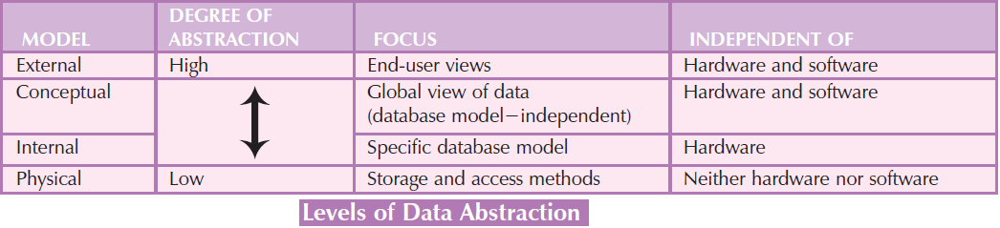 MODEL DEGREE OF ABSTRACTION FOCUS INDEPENDENT OF
External High End-user views Hardware and software
Conceptual Global view of data Hardware and software
(database model−independent)
Internal Specific database model Hardware
Physical Low Storage and access methods Neither hardware nor software
Levels of Data Abstraction